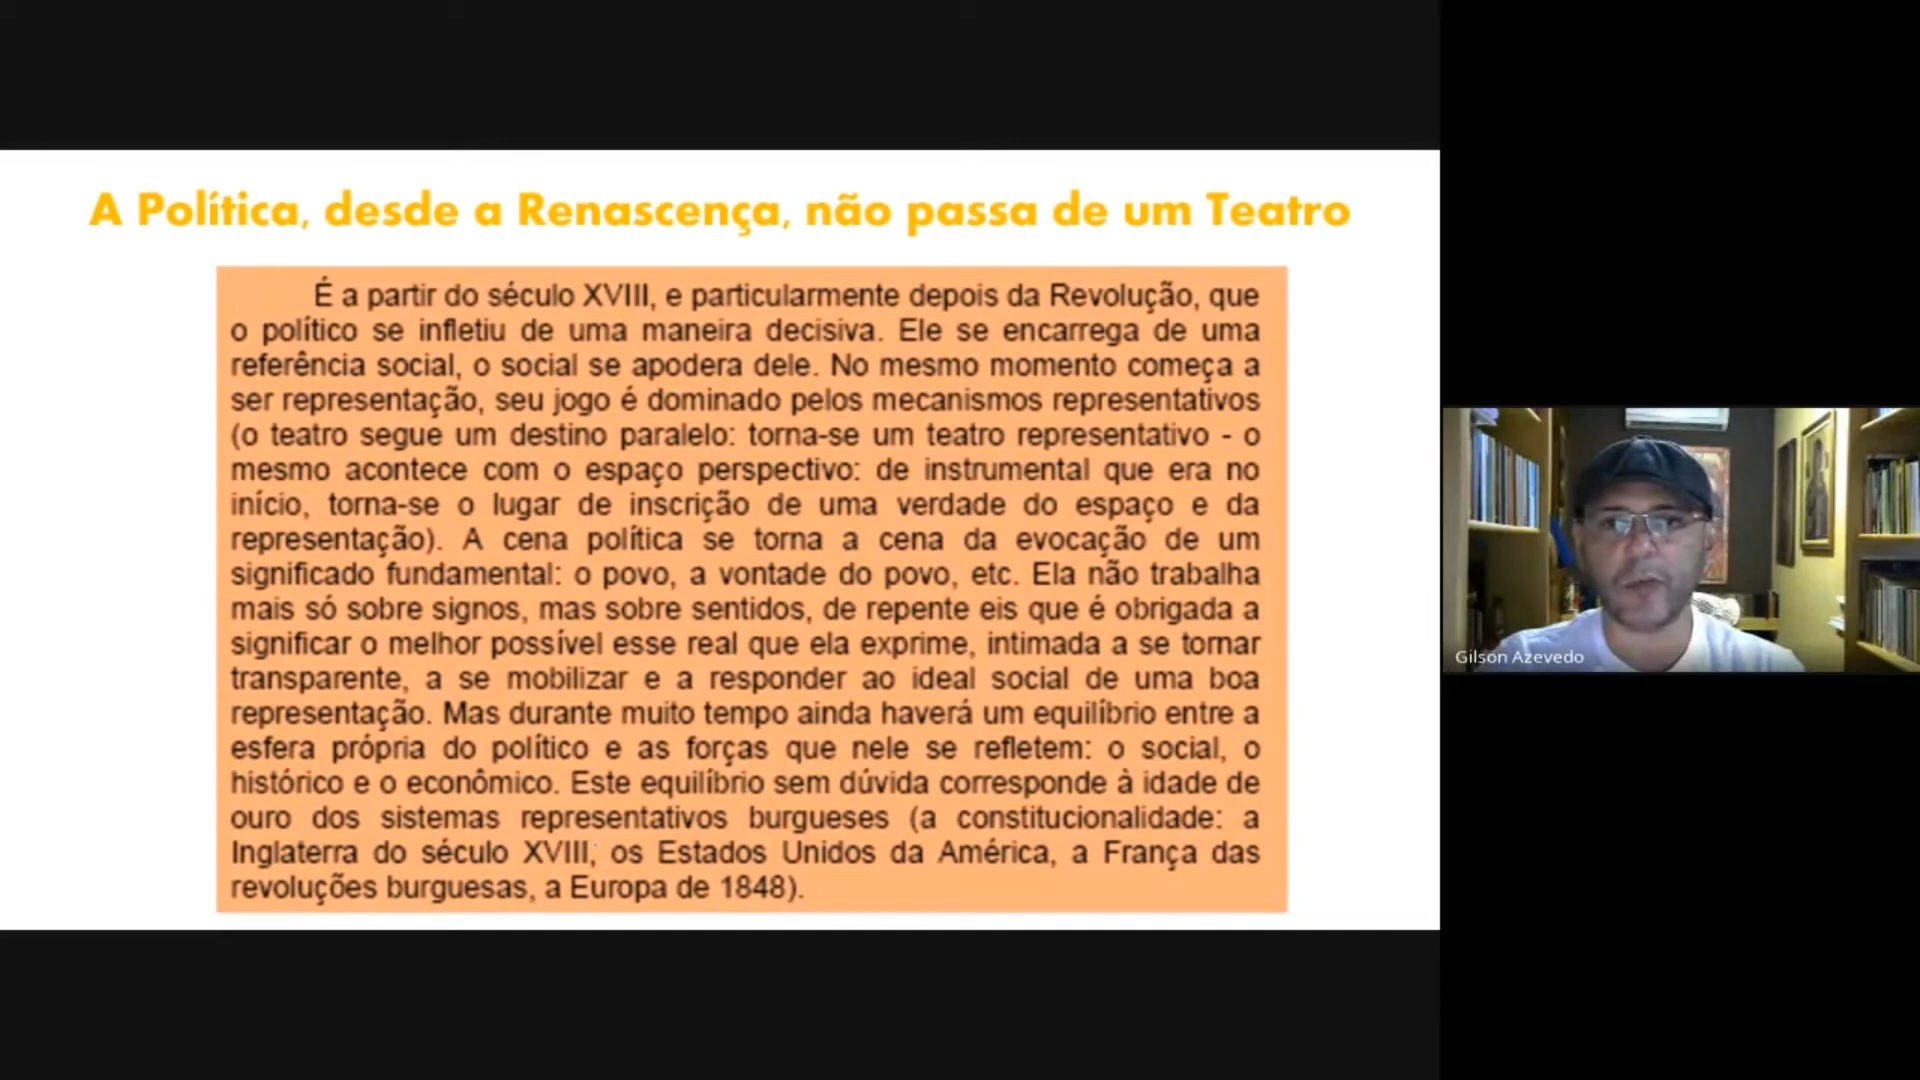 A Política, desde a Renascença, não passa de um Teatro
É a partir do século XVIII, e particularmente depois da Revolução, que
o político se infletiu de uma maneira decisiva. Ele se encarrega de uma
referência social, o social se apodera dele. No mesmo momento começa a
ser representação, seu jogo é dominado pelos mecanismos representativos
(o teatro segue um destino paralelo: torna-se um teatro representativo - o
mesmo acontece com o espaço perspectivo: de instrumental que era no
início, torna-se o lugar de inscrição de uma verdade do espaço e da
representação). A cena política se torna a cena da evocação de um
significado fundamental: o povo, a vontade do povo, etc. Ela não trabalha
mais só sobre signos, mas sobre sentidos, de repente eis que é obrigada a
significar o melhor possível esse real que ela exprime, intimada a se tornar
transparente, a se mobilizar e a responder ao ideal social de uma boa
representação. Mas durante muito tempo ainda haverá um equilíbrio entre a
esfera própria do político e as forças que nele se refletem: o social, o
histórico e o econômico. Este equilíbrio sem dúvida corresponde à idade de
ouro dos sistemas representativos burgueses (a constitucionalidade: a
Inglaterra do século XVIII, os Estados Unidos da América, a França das
revoluções burguesas, a Europa de 1848).
Gilson Azevedo